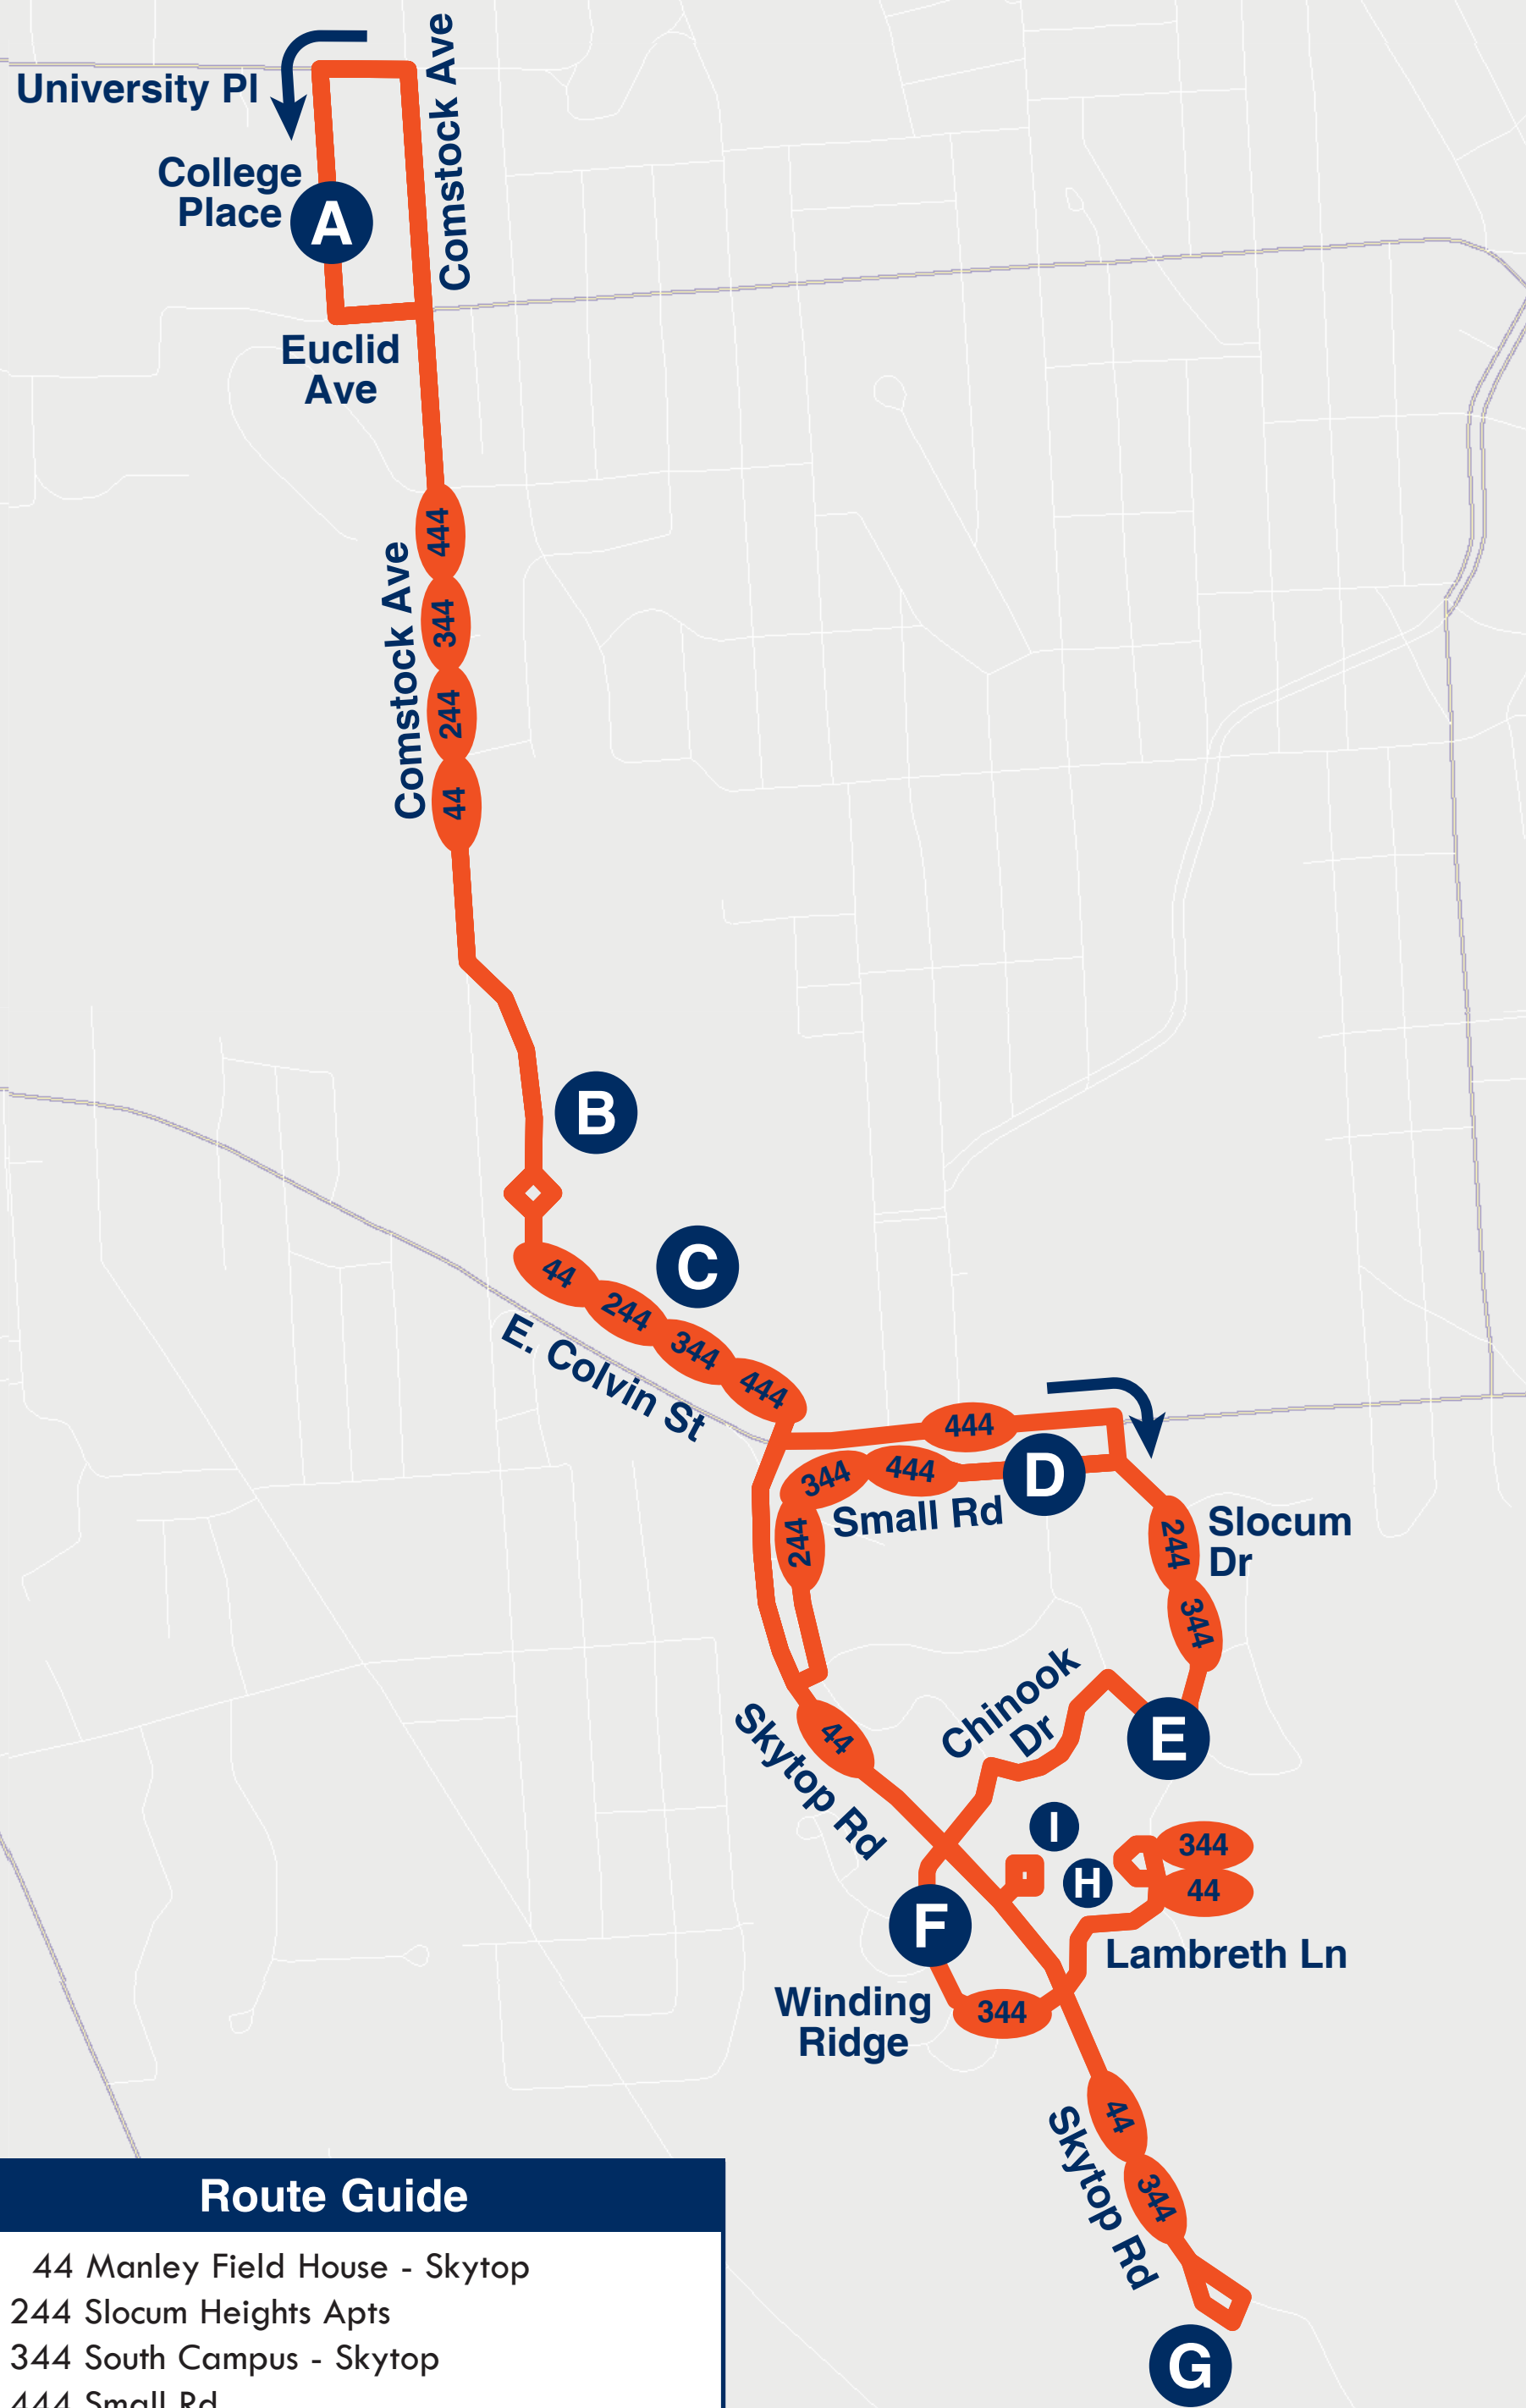 University Pl
Comstock Ave
College
Place
A
Euclid
Ave
444
344
244
44
Comstock Ave
B
C
44
244
344
444
E. Colvin St
444
344
444
D
Small Rd
244
244
Slocum
Dr
344
Chinook
Dr
E
44
Skytop Rd
I
344
H
44
F
Lambreth Ln
Winding
Ridge
344
44
344
Skytop Rd
G
Route Guide
44 Manley Field House - Skytop
244 Slocum Heights Apts
344 South Campus - Skytop
444 Small Rd